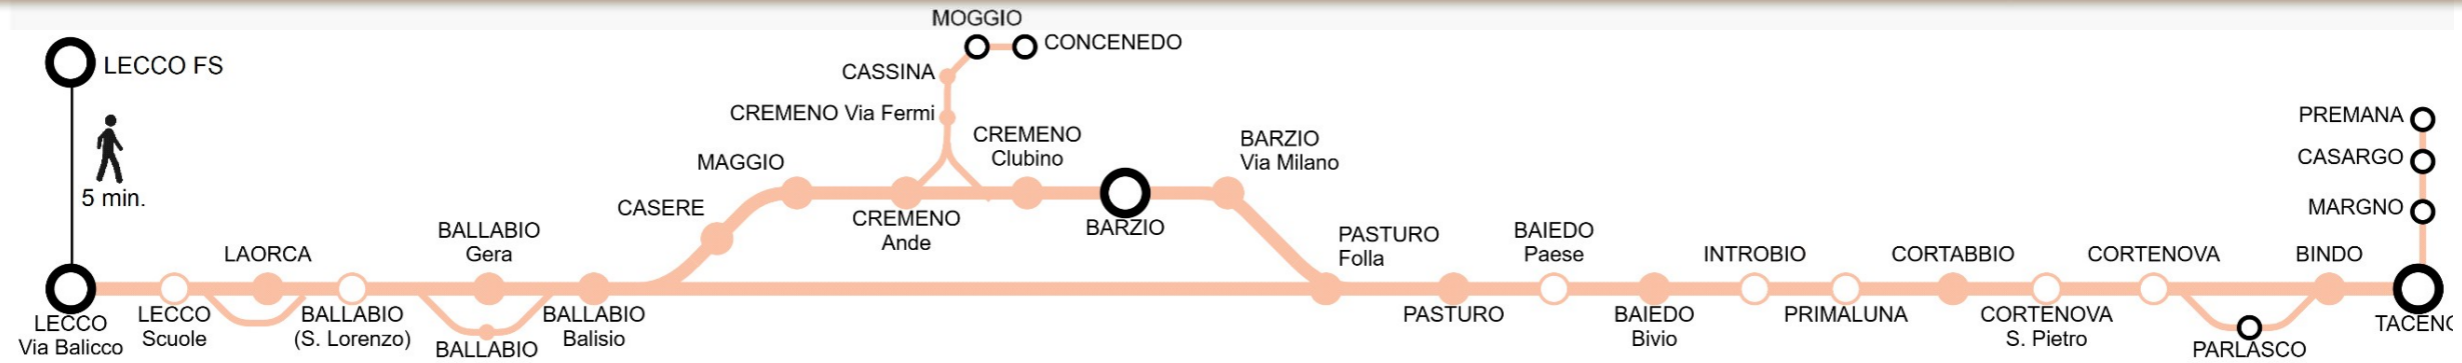 LECCO FS
5 min.
LECCO
Via Balicco
LECCO
Scuole
LAORCA
BALLABIO
(S. Lorenzo)
BALLABIO
Gera
BALLABIO
BALLABIO
Balisio
CASERE
MAGGIO
CREMENO
Ande
CREMENO Via Fermi
CASSINA
MOGGIO
CONCENEDO
CREMENO
Clubino
BARZIO
BARZIO
Via Milano
PASTURO
Folla
PASTURO
BAIEDO
Paese
BAIEDO
Bivio
INTROBIO
PRIMALUNA
CORTABBIO
CORTENOVA
S. Pietro
CORTENOVA
PARLASCO
BINDO
TACENO
MARGNO
CASARGO
PREMANA